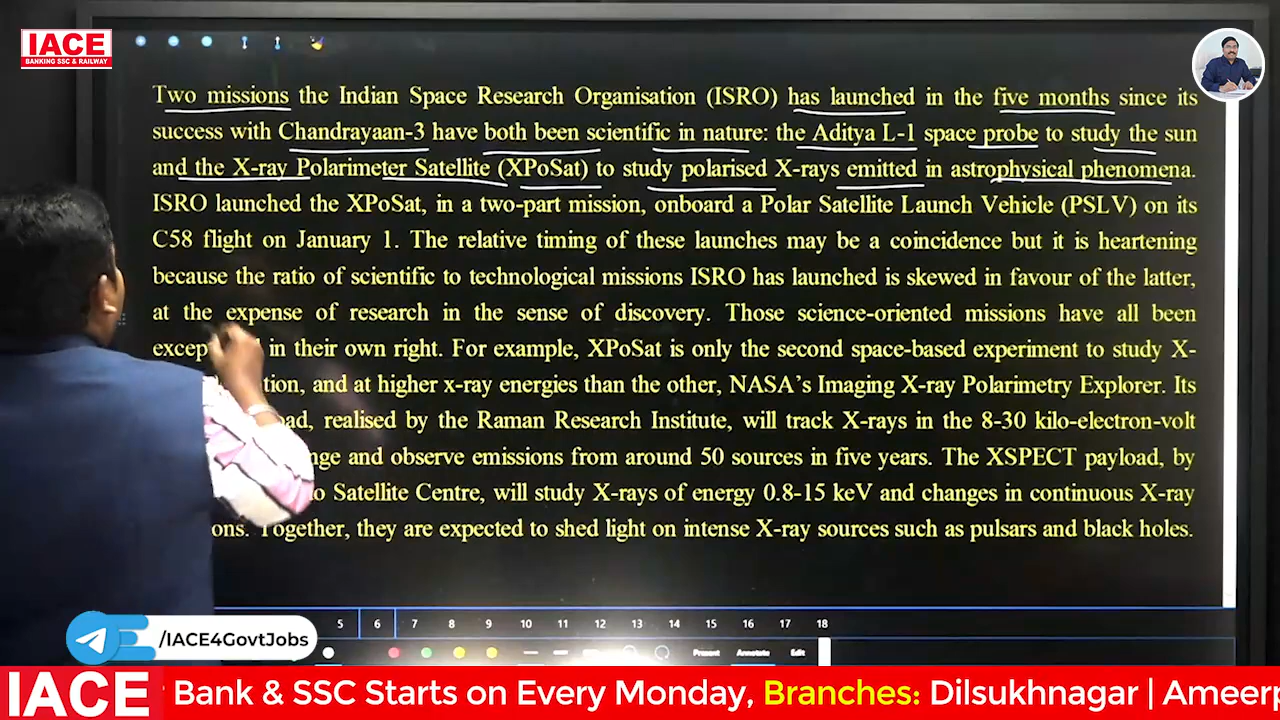 IACE
BANKING SSC & RAILWAY
Two missions the Indian Space Research Organisation (ISRO) has launched in the five months since its
success with Chandrayaan-3 have both been scientific in nature: the Aditya L-1 space probe to study the sun
and the X-ray Polarimeter Satellite (XPoSat) to study polarised X-rays emitted in astrophysical phenomena.
ISRO launched the XPoSat, in a two-part mission, onboard a Polar Satellite Launch Vehicle (PSLV) on its
C58 flight on January 1. The relative timing of these launches may be a coincidence but it is heartening
because the ratio of scientific to technological missions ISRO has launched is skewed in favour of the latter,
at the expense of research in the sense of discovery. Those science-oriented missions have all been
in their own right. For example, XPoSat is only the second space-based experiment to study X-
and at higher x-ray energies than the other, NASA's Imaging X-ray Polarimetry Explorer. Its
realised by the Raman Research Institute, will track X-rays in the 8-30 kilo-electron-volt
and observe emissions from around 50 sources in five years. The XSPECT payload, by
Satellite Centre, will study X-rays of energy 0.8-15 keV and changes in continuous X-ray
Together, they are expected to shed light on intense X-ray sources such as pulsars and black holes.
5 6 7 8 9 10 11 12 13 14 15 16 17 18
Present Annotate Edit
/IACE4GovtJobs
IACE Bank & SSC Starts on Every Monday, Branches: Dilsukhnagar |